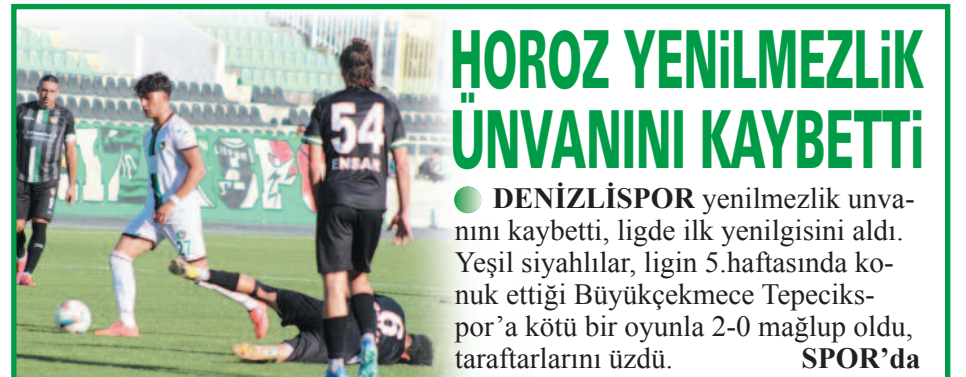 HOROZ YENiLMEZLiK
ÜNVANINI KAYBETTi
DENİZLİSPOR yenilmezlik unva-
nını kaybetti, ligde ilk yenilgisini aldı.
Yeşil siyahlılar, ligin 5.haftasında ko-
nuk ettiği Büyükçekmece Tepeciks-
por’a kötü bir oyunla 2-0 mağlup oldu,
taraftarlarını üzdü. SPOR’da
54
ENSAR
27